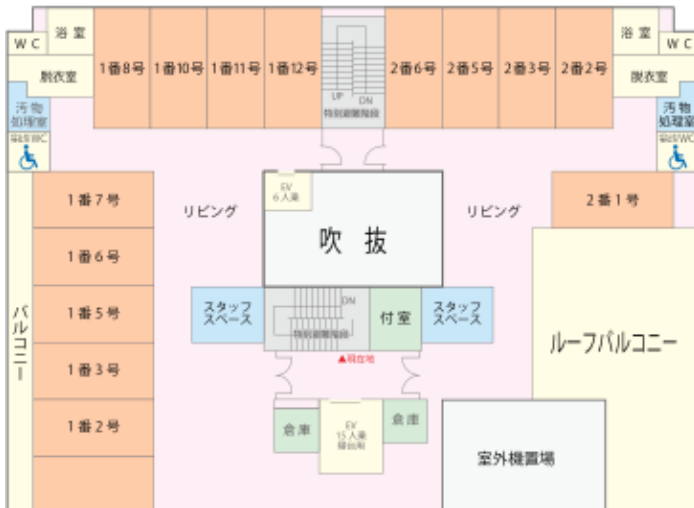 浴室
WC
脱衣室
汚物
処理室
1番8号
1番10号
1番11号
1番12号
UP
DN
特別避難階段
2番6号
2番5号
2番3号
2番2号
浴室
WC
脱衣室
汚物
処理室
1番7号
リビング
EV
6人乗
吹抜
リビング
2番1号
1番6号
バルコニー
1番5号
スタッフ
スペース
DN
特別避難階段
付室
スタッフ
スペース
ルーフバルコニー
▲現在地
1番3号
1番2号
倉庫
EV
15人乗
寝台用
倉庫
室外機置場